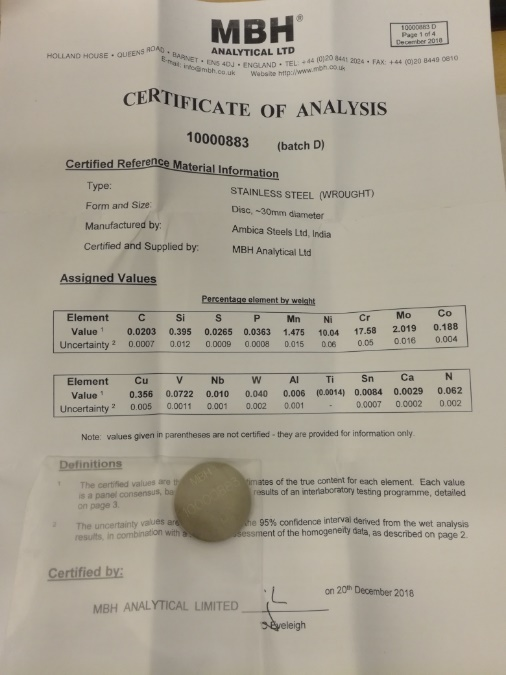 MBH®
ANALYTICAL LTD
10000883 D
Page 1 of 4
December 2018
HOLLAND HOUSE • QUEENS ROAD • BARNET • EN5 4DJ • ENGLAND • TEL: +44 (0)20 8441 2024 • FAX: +44 (0)20 8449 0810
E-mail: info@mbh.co.uk Website http://www.mbh.co.uk
CERTIFICATE OF ANALYSIS
10000883 (batch D)
Certified Reference Material Information
Type: STAINLESS STEEL (WROUGHT)
Form and Size: Disc, ~30mm diameter
Manufactured by: Ambica Steels Ltd, India
Certified and Supplied by: MBH Analytical Ltd
Assigned Values
Percentage element by weight
Element C Si S P Mn Ni Cr Mo Co
Value ¹ 0.0203 0.395 0.0265 0.0363 1.475 10.04 17.58 2.019 0.188
Uncertainty ² 0.0007 0.012 0.0009 0.0008 0.015 0.06 0.05 0.016 0.004
Element Cu V Nb W Al Ti Sn Ca N
Value ¹ 0.356 0.0722 0.010 0.040 0.006 (0.0014) 0.0084 0.0029 0.062
Uncertainty ² 0.005 0.0011 0.001 0.002 0.001 - 0.0007 0.0002 0.002
Note: values given in parentheses are not certified - they are provided for information only.
Definitions
¹ The certified values are of the true content for each element. Each value
is a panel consensus, results of an interlaboratory testing programme, detailed
on page 3.
² The uncertainty values are 95% confidence interval derived from the wet analysis
results, in combination with of the homogeneity data, as described on page 2.
Certified by:
on 20th December 2018
MBH ANALYTICAL LIMITED
Eveleigh
MBH